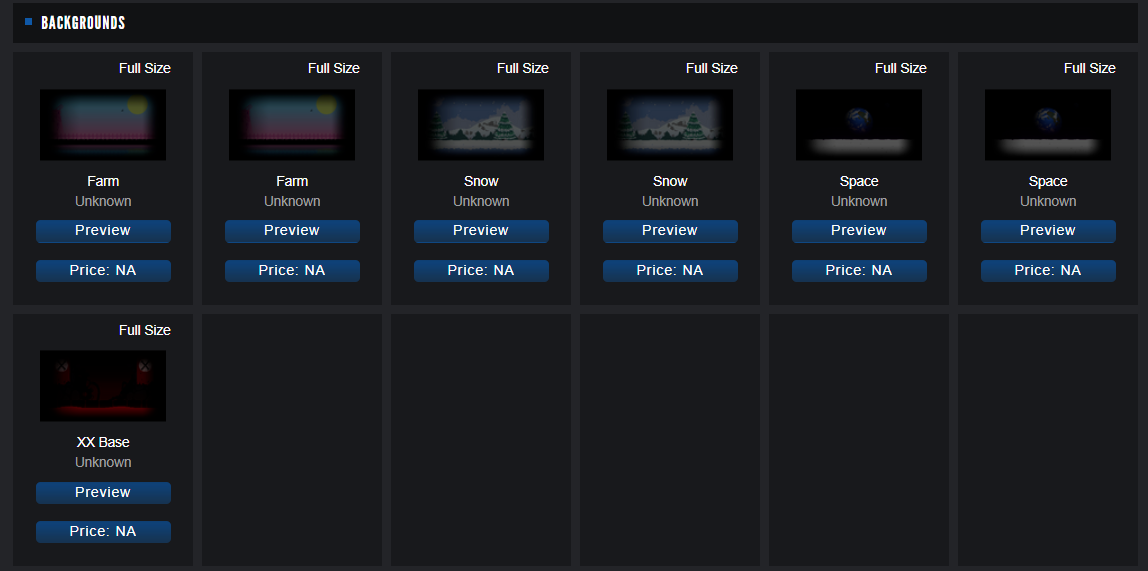 BACKGROUNDS
Full Size
Full Size
Full Size
Full Size
Full Size
Full Size
Farm
Farm
Snow
Snow
Space
Space
Unknown
Unknown
Unknown
Unknown
Unknown
Unknown
Preview
Preview
Preview
Preview
Preview
Preview
Price: NA
Price: NA
Price: NA
Price: NA
Price: NA
Price: NA
Full Size
XX Base
Unknown
Preview
Price: NA